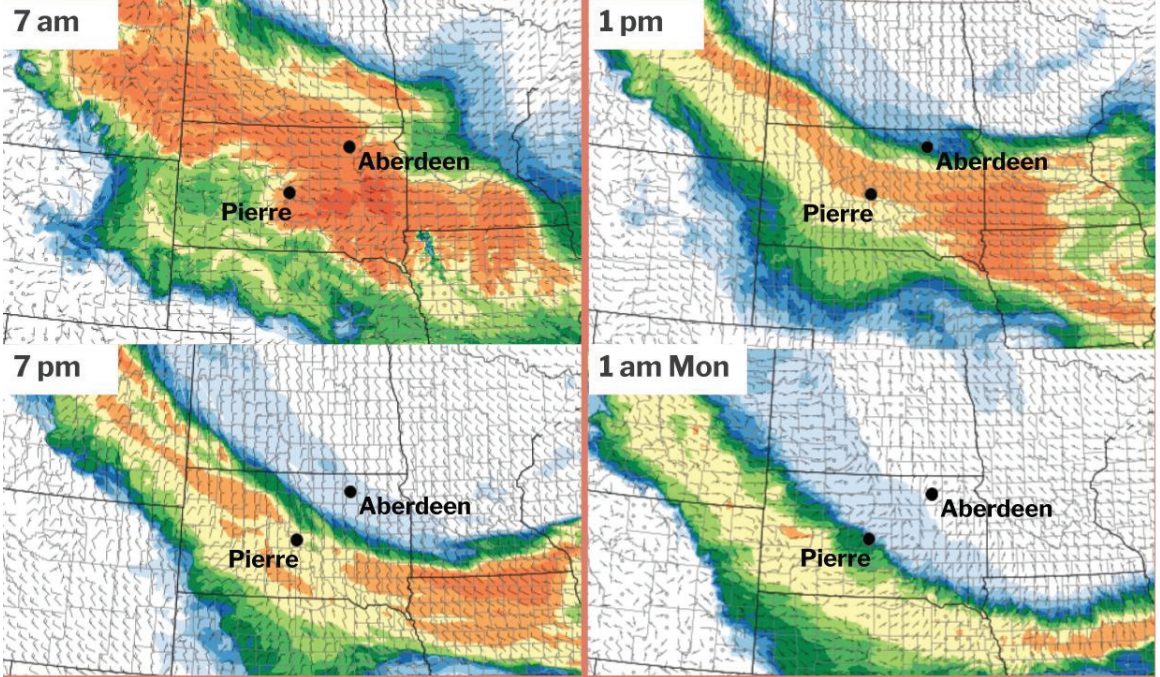 7 am
Aberdeen
Pierre
1 pm
Aberdeen
Pierre
7 pm
Aberdeen
Pierre
1 am Mon
Aberdeen
Pierre